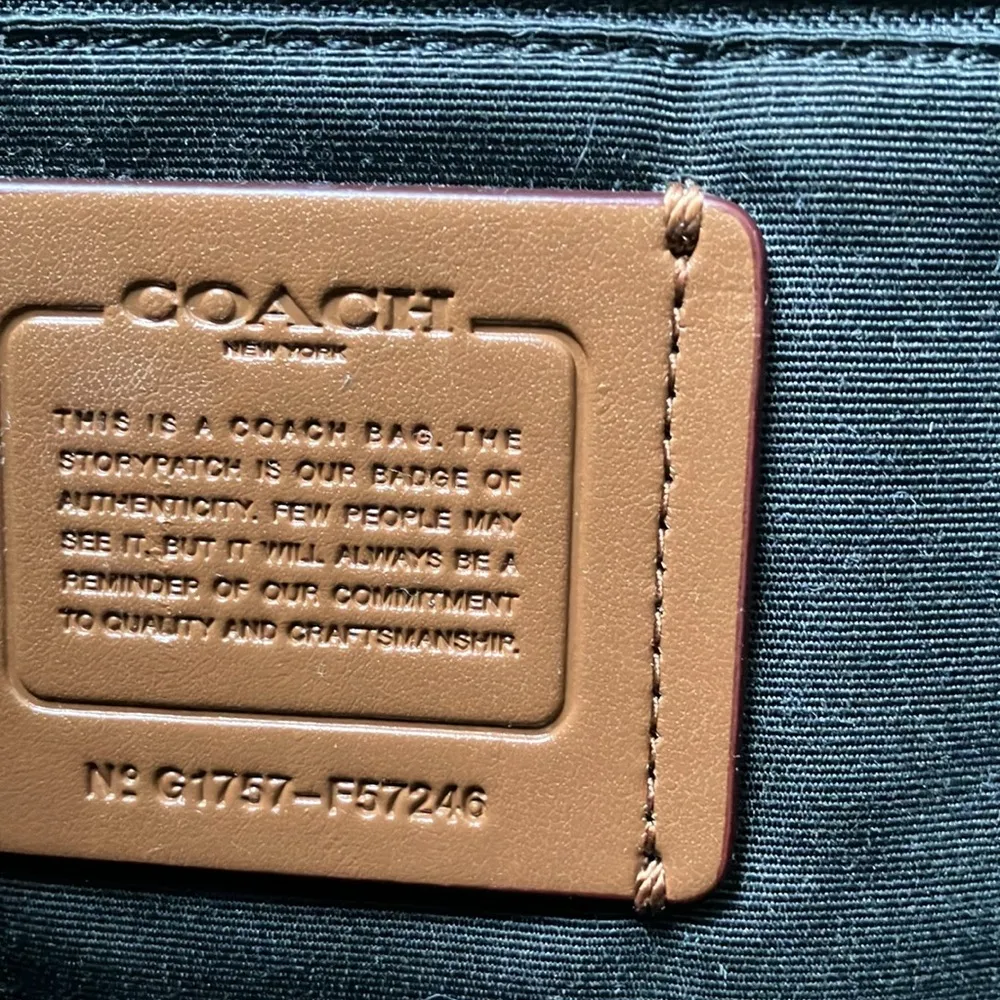 COACH
NEW YORK
THIS IS A COACH BAG. THE
STORYPATCH IS OUR BADGE OF
AUTHENTICITY. FEW PEOPLE MAY
SEE IT. BUT IT WILL ALWAYS BE A
REMINDER OF OUR COMMITMENT
TO QUALITY AND CRAFTSMANSHIP.
Nº G1757-F57246